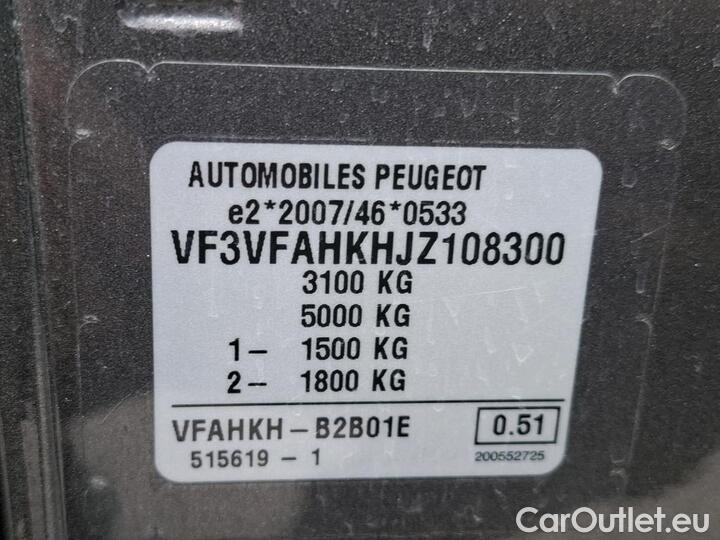 AUTOMOBILES PEUGEOT
e2*2007/46*0533
VF3VFAHKHJZ108300
3100 KG
5000 KG
1- 1500 KG
2- 1800 KG
VFAHKH-B2B01E 0.51
515619-1 200552725
CarOutlet.eu